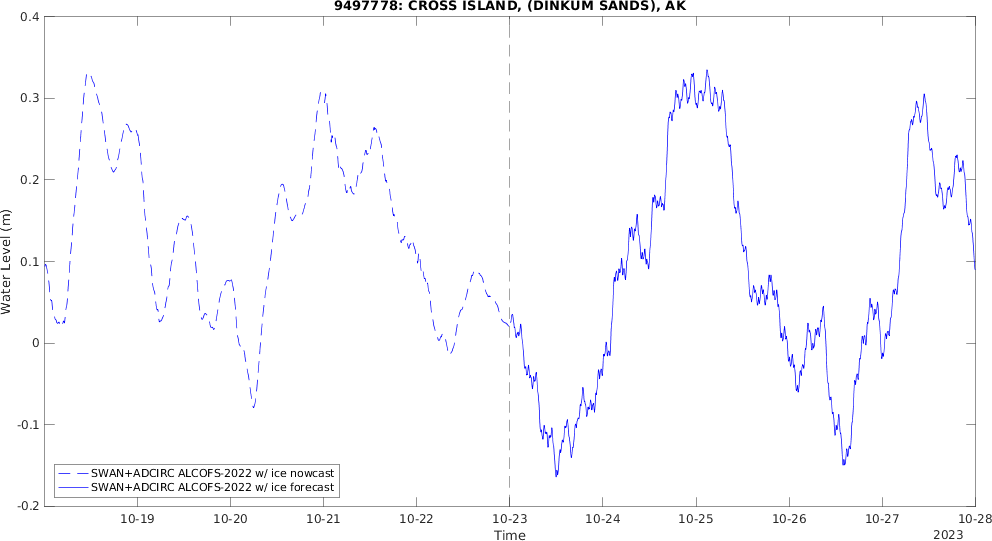 9497778: CROSS ISLAND, (DINKUM SANDS), AK
0.4
0.3
0.2
0.1
0
-0.1
-0.2
Water Level (m)
SWAN+ADCIRC ALCOFS-2022 w/ ice nowcast
SWAN+ADCIRC ALCOFS-2022 w/ ice forecast
10-19 10-20 10-21 10-22 10-23 10-24 10-25 10-26 10-27 10-28
Time
2023